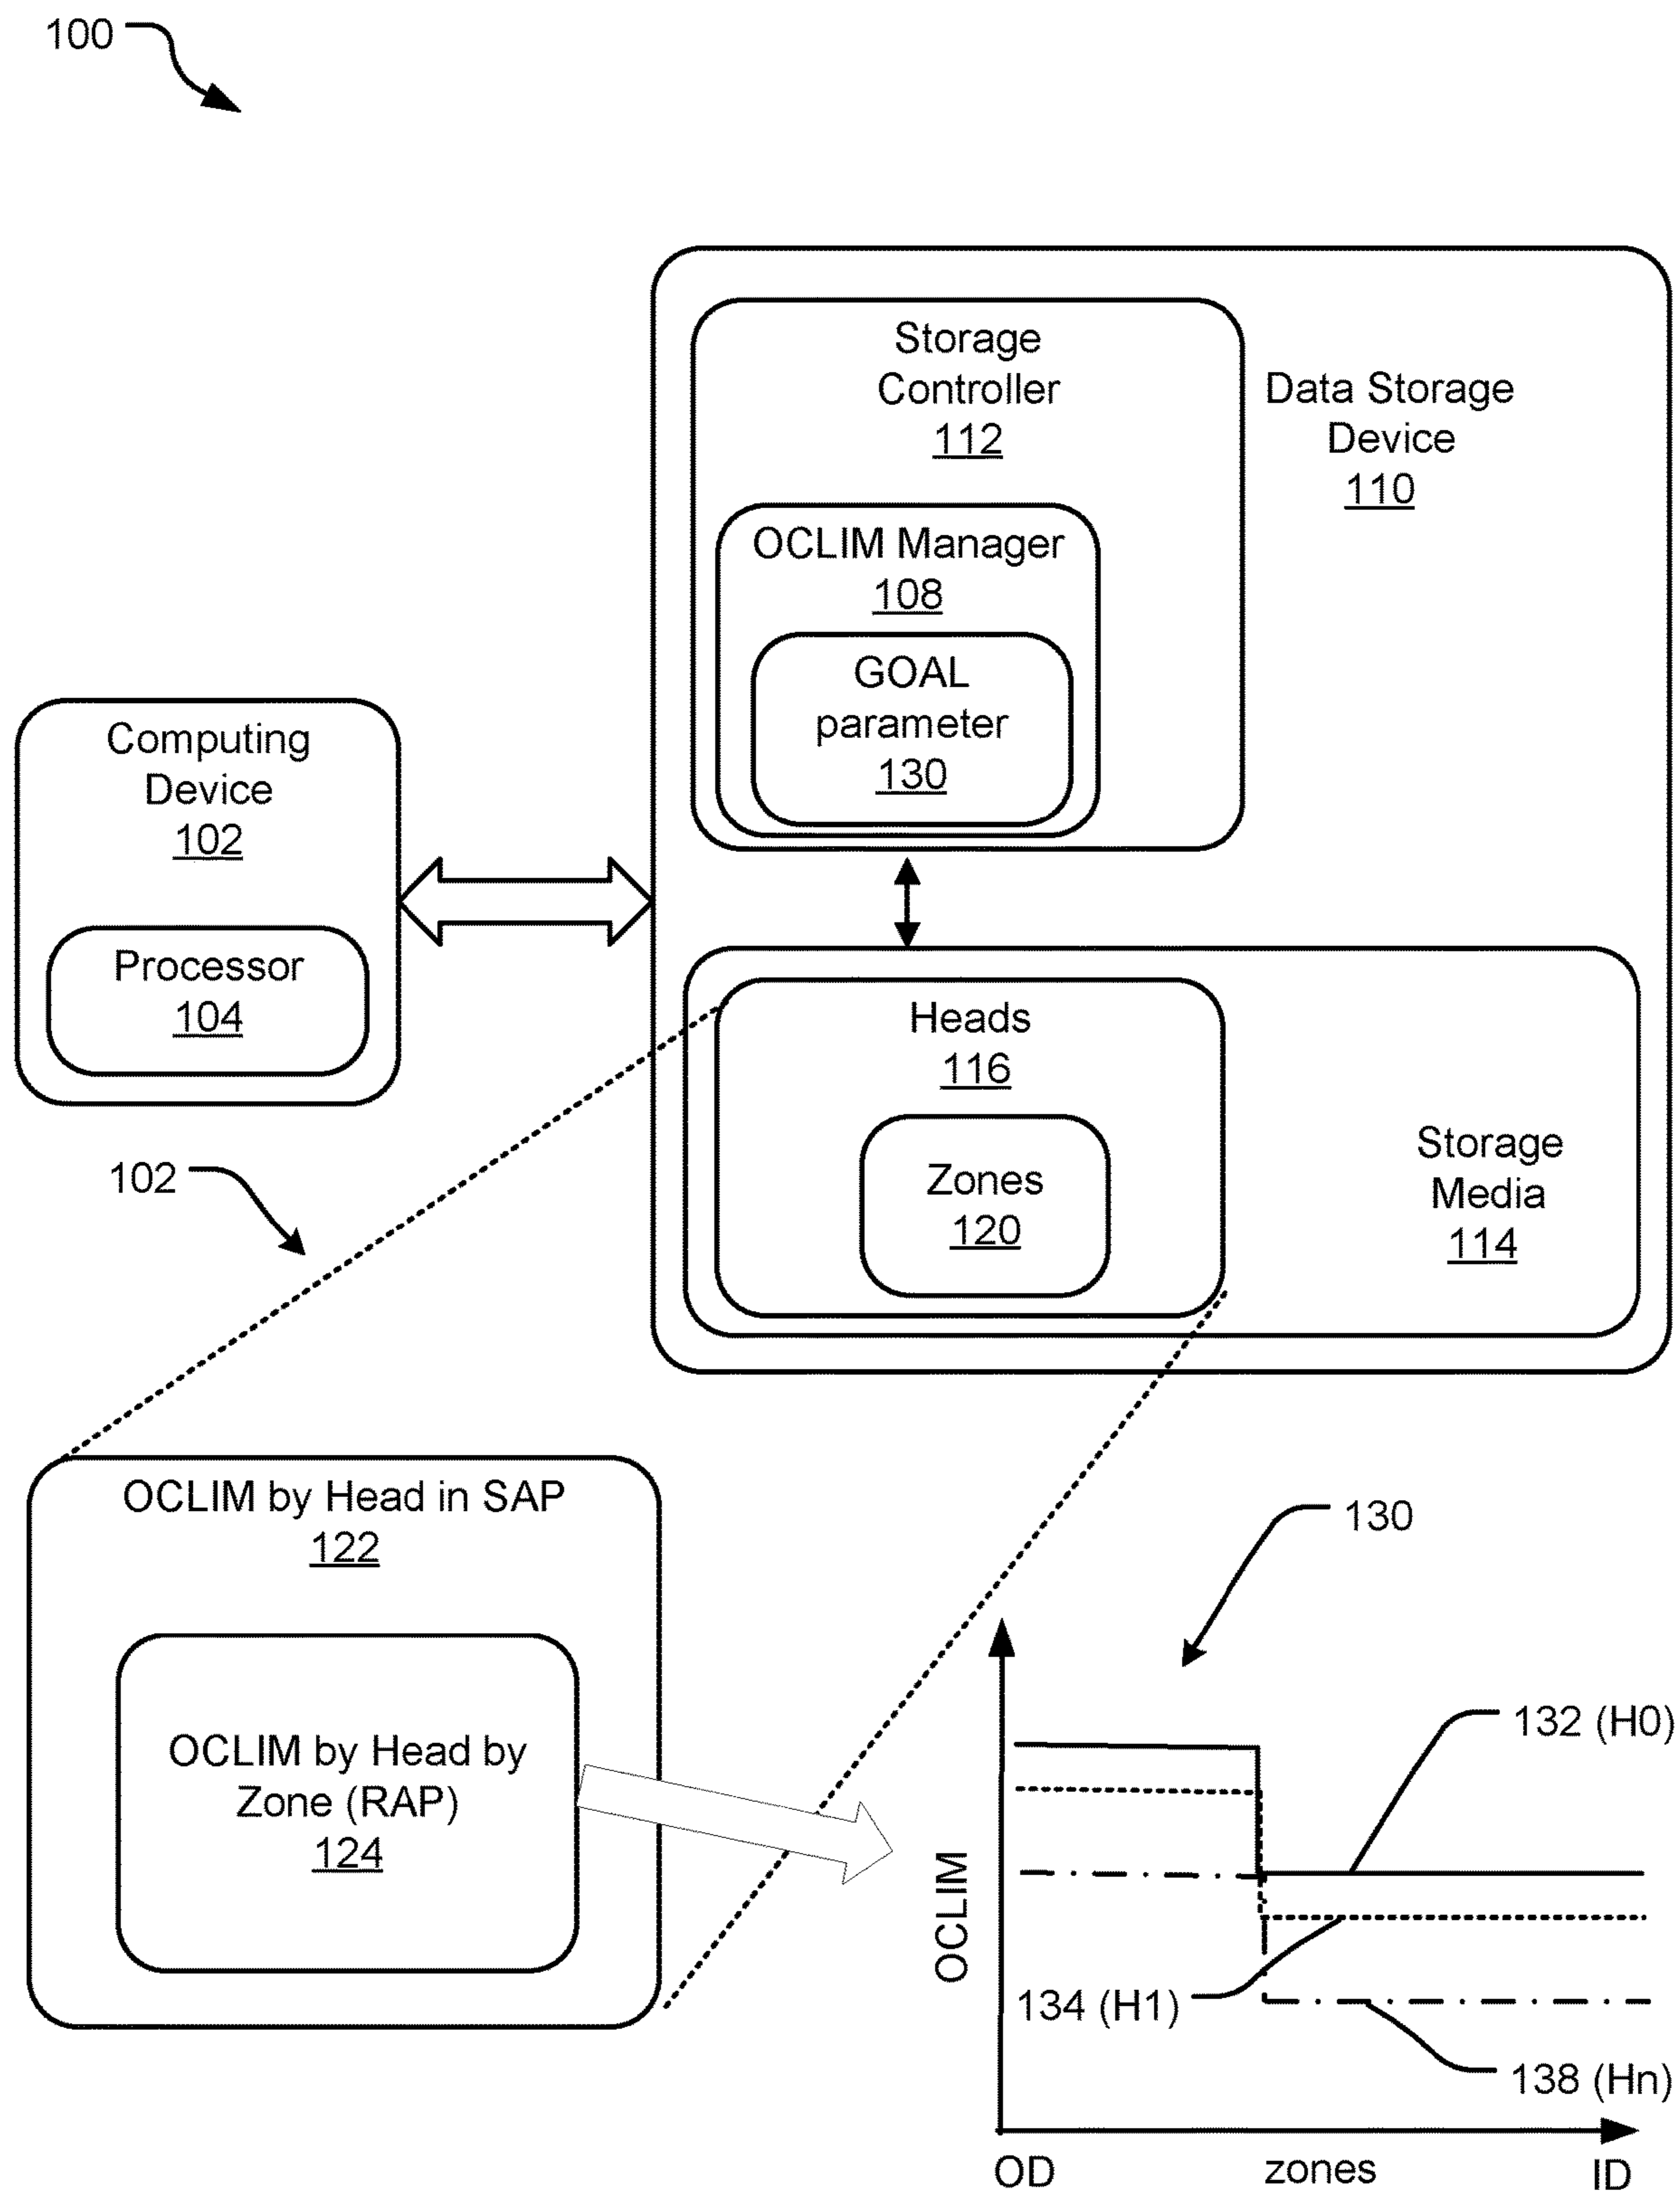 100
Storage
Controller
112
Data Storage
Device
110
OCLIM Manager
108
GOAL
parameter
130
Computing
Device
102
Processor
104
Heads
116
Zones
120
Storage
Media
114
102
OCLIM by Head in SAP
122
OCLIM by Head by
Zone (RAP)
124
130
132 (H0)
OCLIM
134 (H1)
138 (Hn)
OD
zones
ID